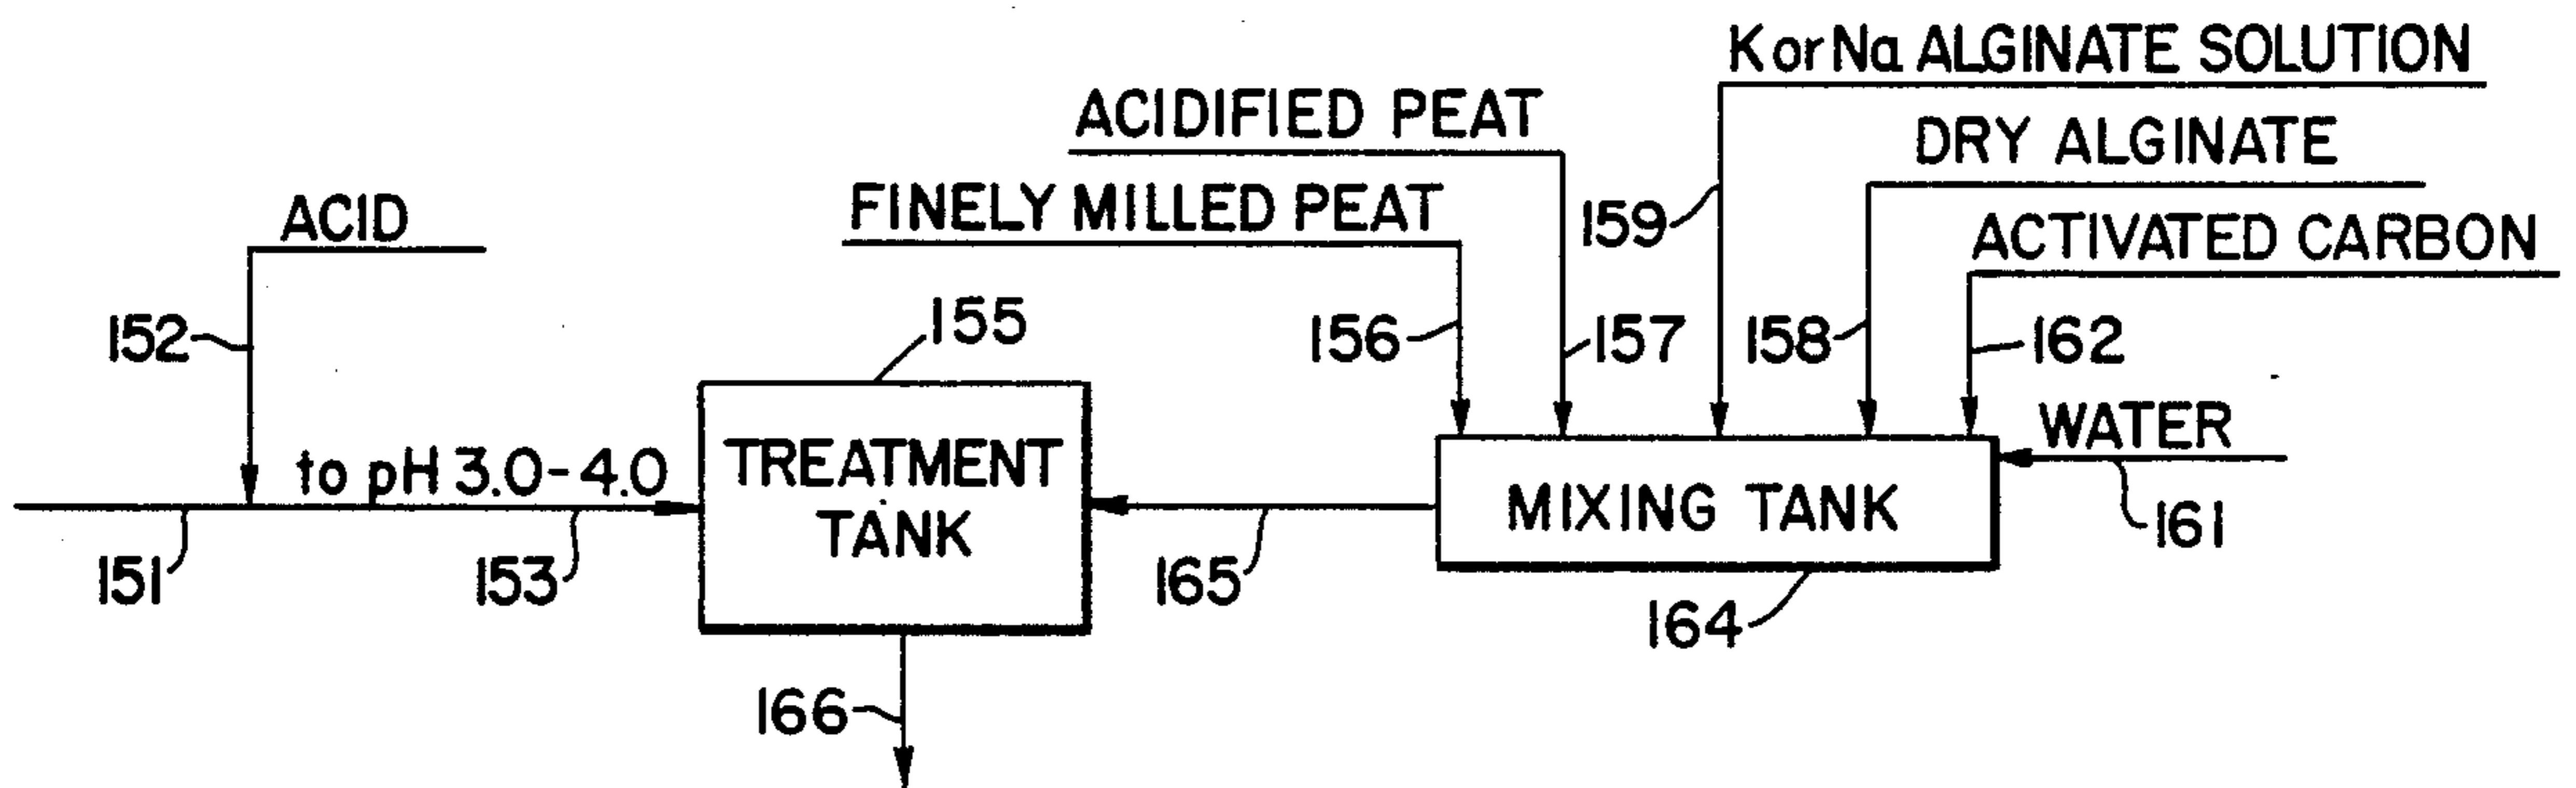 K or Na ALGINATE SOLUTION
ACIDIFIED PEAT
DRY ALGINATE
FINELY MILLED PEAT
ACID
159
ACTIVATED CARBON
152
155
156
157
158
162
WATER
to pH 3.0-4.0
TREATMENT
TANK
MIXING TANK
151
153
165
161
164
166